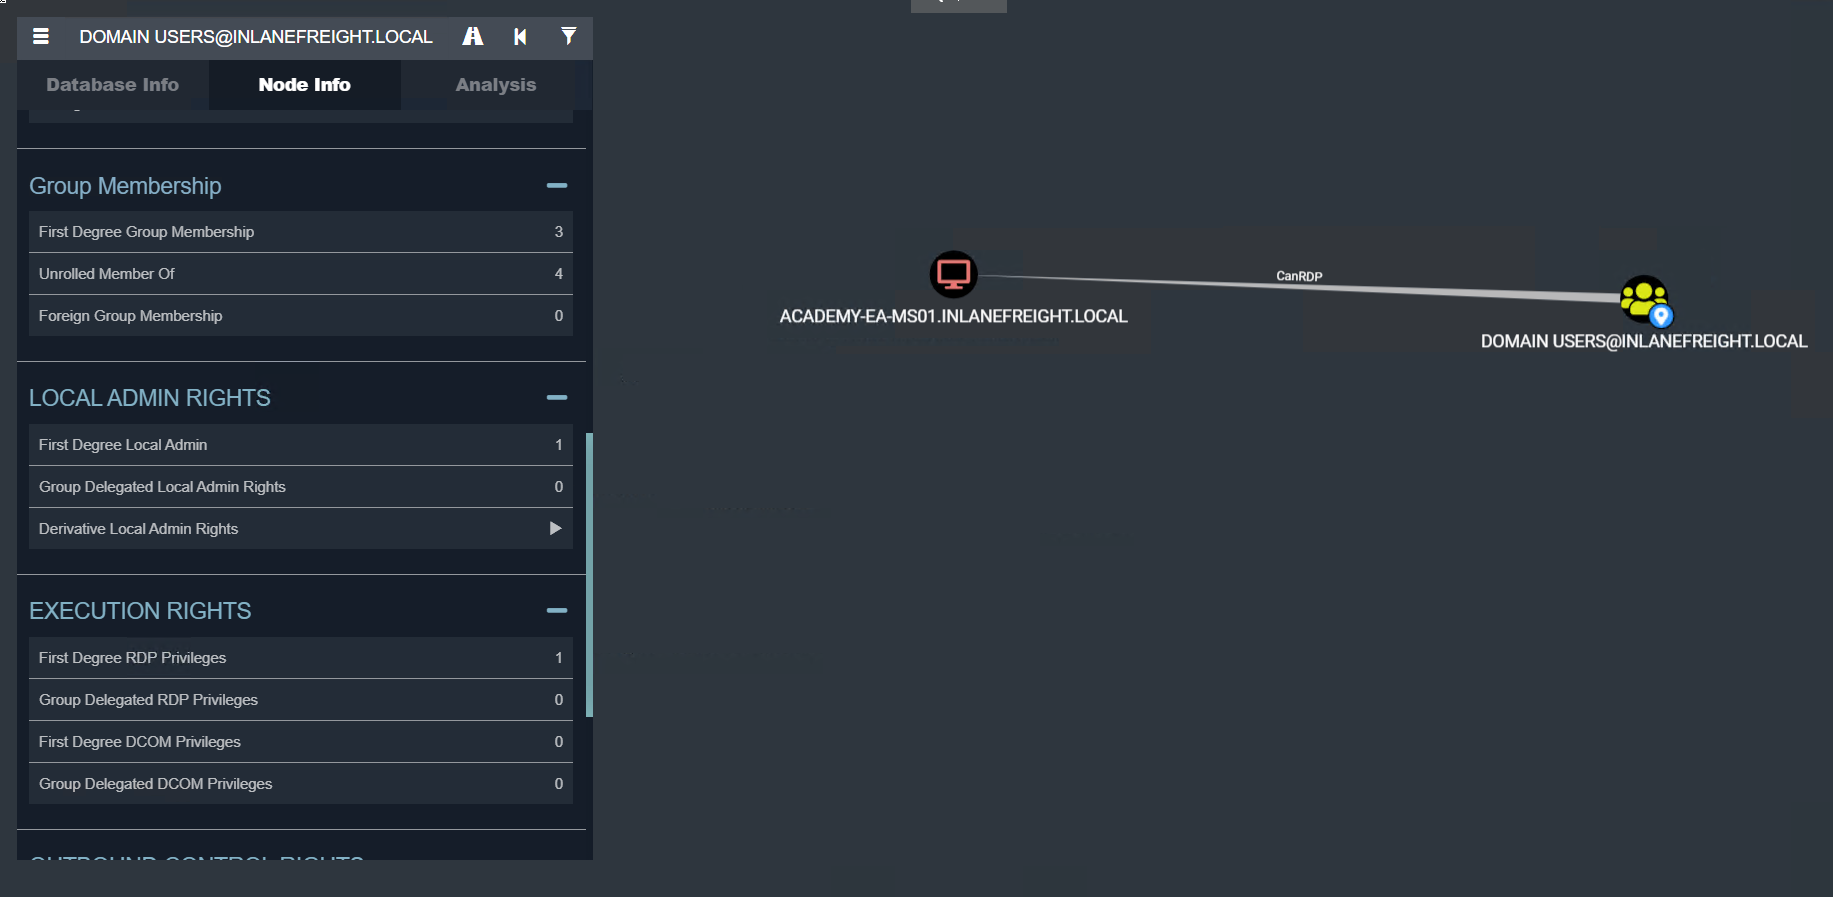 DOMAIN USERS@INLANEFREIGHT.LOCAL
Database Info
Node Info
Analysis
Group Membership
First Degree Group Membership 3
Unrolled Member Of 4
Foreign Group Membership 0
LOCAL ADMIN RIGHTS
First Degree Local Admin 1
Group Delegated Local Admin Rights 0
Derivative Local Admin Rights
EXECUTION RIGHTS
First Degree RDP Privileges 1
Group Delegated RDP Privileges 0
First Degree DCOM Privileges 0
Group Delegated DCOM Privileges 0
OUTBOUND CONTROL RIGHTS
CanRDP
ACADEMY-EA-MS01.INLANEFREIGHT.LOCAL
DOMAIN USERS@INLANEFREIGHT.LOCAL